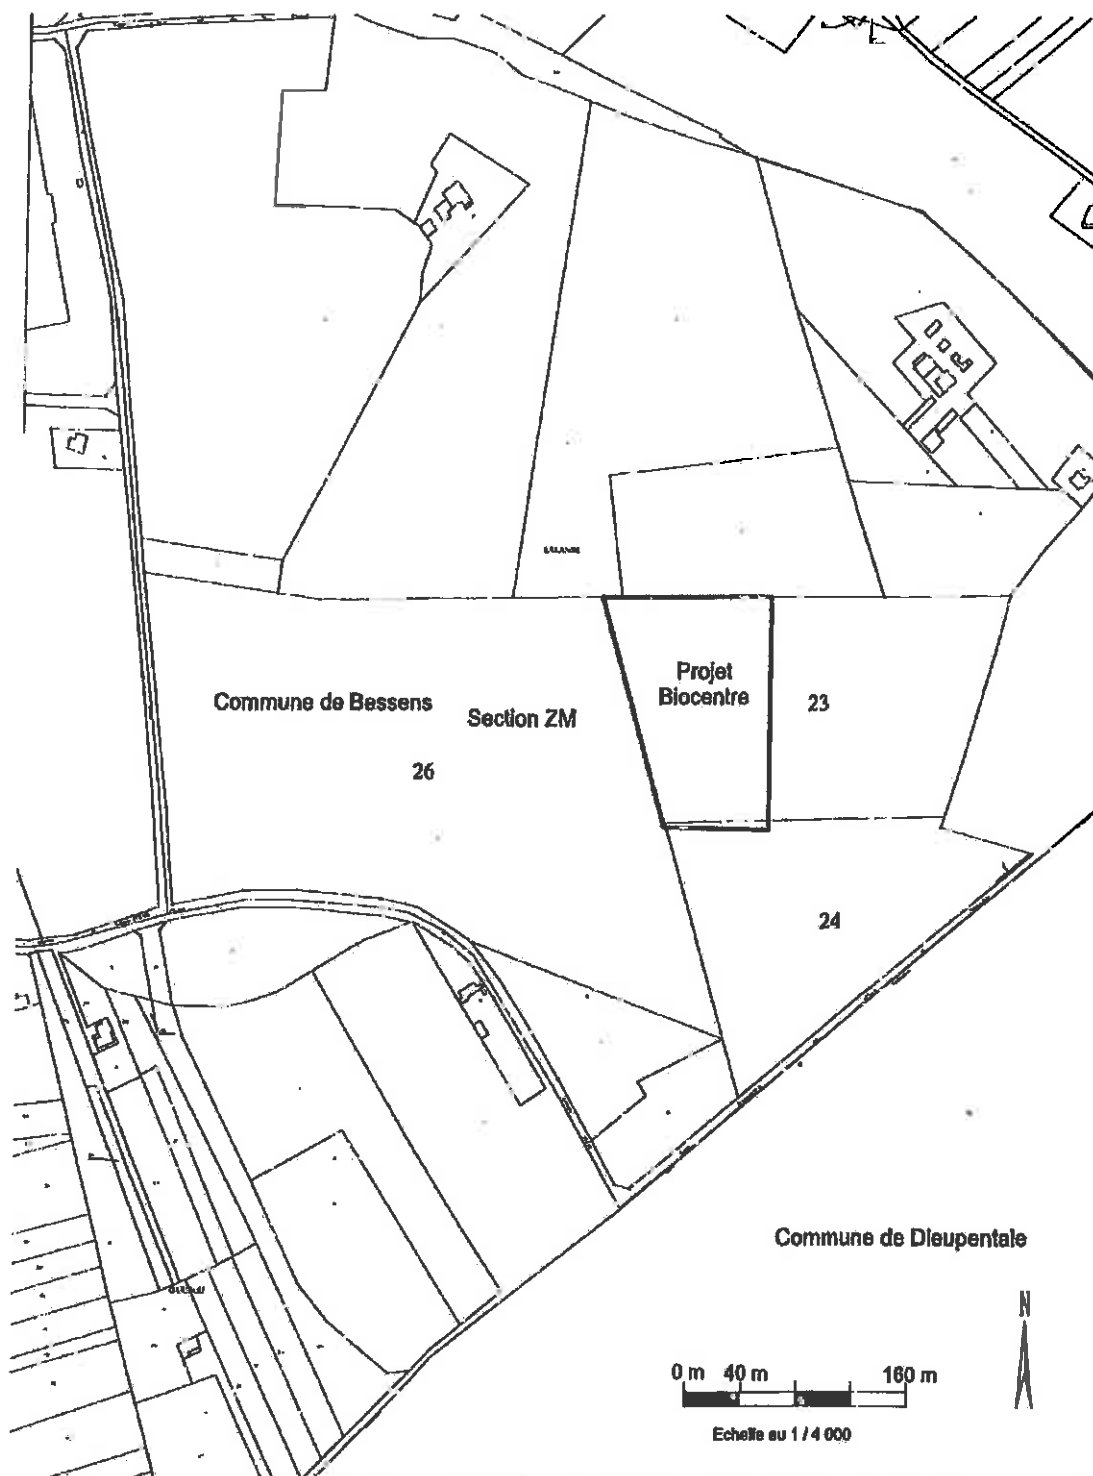 Projet
Biocentre
23
Commune de Bessens
Section ZM
26
24
Commune de Dieupentale
N
0 m 40 m 160 m
Echelle au 1 / 4 000